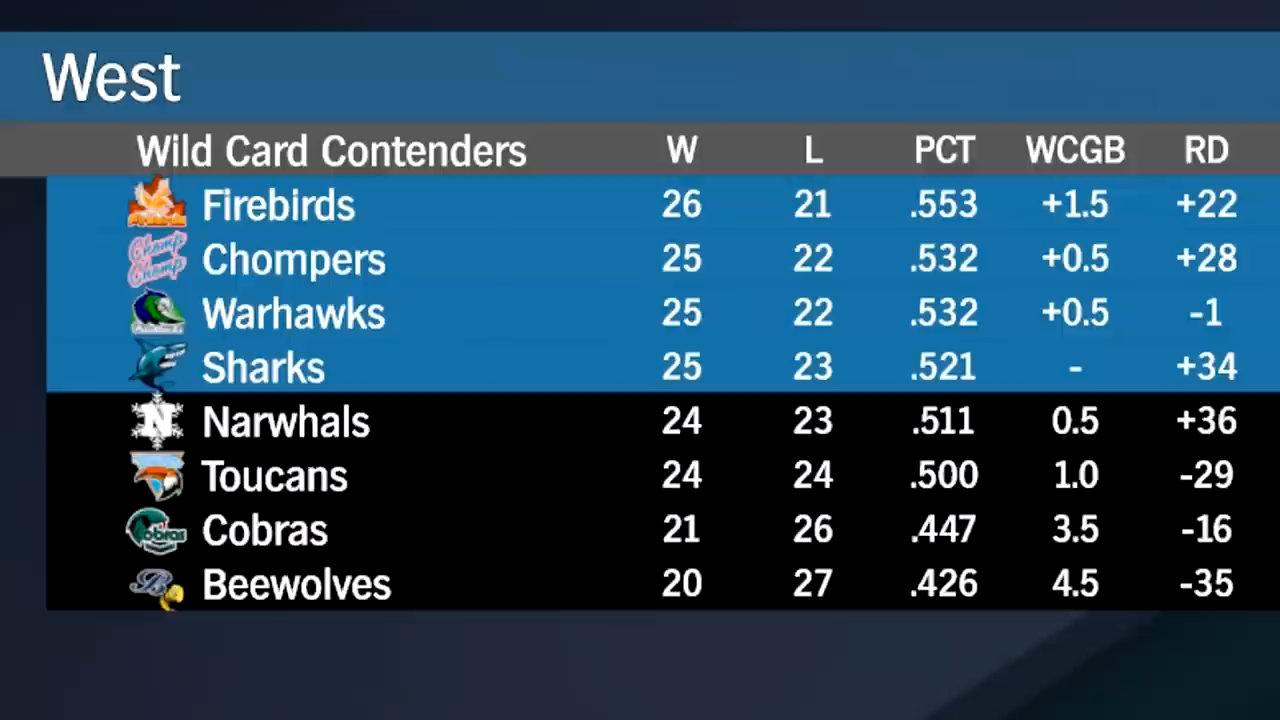 West
Wild Card Contenders W L PCT WCGB RD
Firebirds 26 21 .553 +1.5 +22
Chomp Chomp Chompers 25 22 .532 +0.5 +28
Warhawks 25 22 .532 +0.5 -1
Sharks 25 23 .521 - +34
N Narwhals 24 23 .511 0.5 +36
Toucans 24 24 .500 1.0 -29
Cobras Cobras 21 26 .447 3.5 -16
B Beewolves 20 27 .426 4.5 -35